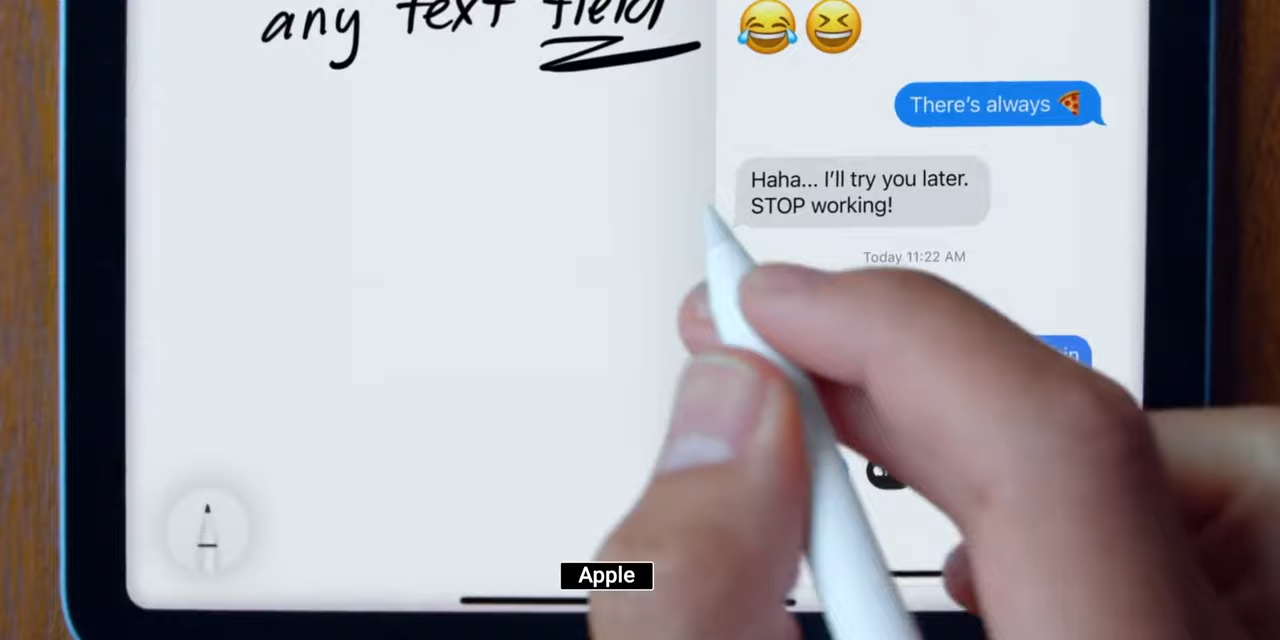 any text field
There's always 🍕
Haha... I'll try you later.
STOP working!
Today 11:22 AM
Apple